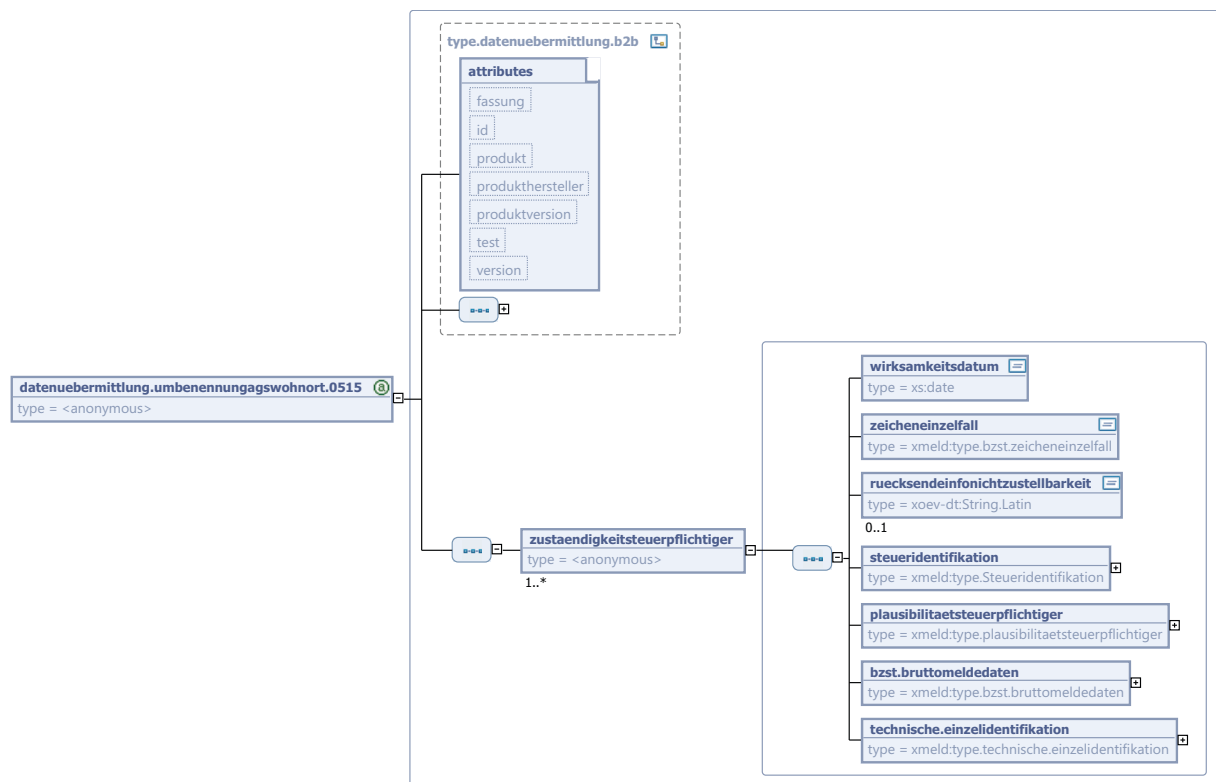 type.datenuebermittlung.b2b
attributes
fassung
id
produkt
produkthersteller
produktversion
test
version
datenuebermittlung.umbenennungagswohnort.0515 a
type = <anonymous>
zustaendigkeitsteuerpflichtiger
type = <anonymous>
1..*
wirksamkeitsdatum
type = xs:date
zeicheneinzelfall
type = xmeld:type.bzst.zeicheneinzelfall
ruecksendeinfonichtzustellbarkeit
type = xoev-dt:String.Latin
0..1
steueridentifikation
type = xmeld:type.Steueridentifikation
plausibilitaetsteuerpflichtiger
type = xmeld:type.plausibilitaetsteuerpflichtiger
bzst.bruttomeldedaten
type = xmeld:type.bzst.bruttomeldedaten
technische.einzelidentifikation
type = xmeld:type.technische.einzelidentifikation